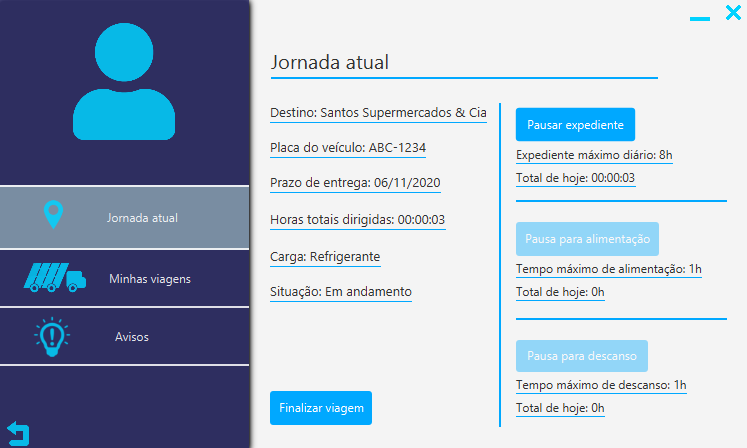 Jornada atual
Minhas viagens
Avisos
Jornada atual
Destino: Santos Supermercados & Cia
Placa do veículo: ABC-1234
Prazo de entrega: 06/11/2020
Horas totais dirigidas: 00:00:03
Carga: Refrigerante
Situação: Em andamento
Finalizar viagem
Pausar expediente
Expediente máximo diário: 8h
Total de hoje: 00:00:03
Pausa para alimentação
Tempo máximo de alimentação: 1h
Total de hoje: 0h
Pausa para descanso
Tempo máximo de descanso: 1h
Total de hoje: 0h